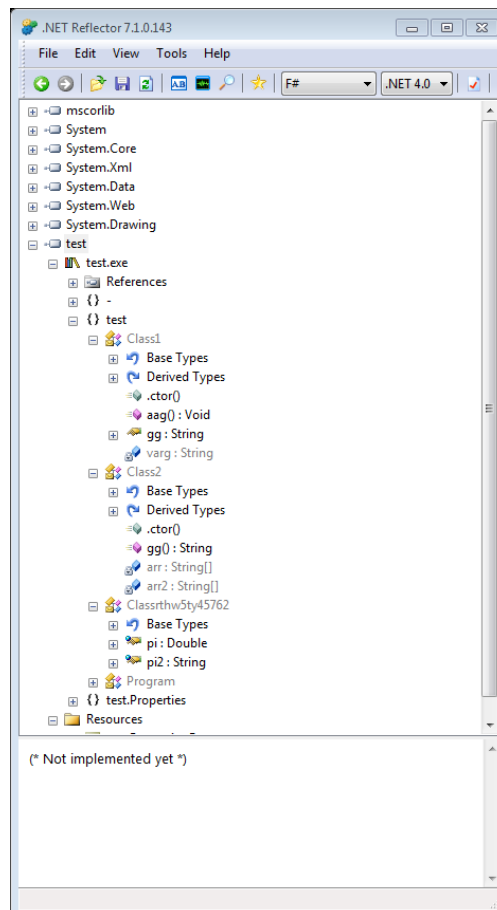 .NET Reflector 7.1.0.143
File Edit View Tools Help
F# .NET 4.0
mscorlib
System
System.Core
System.Xml
System.Data
System.Web
System.Drawing
test
test.exe
References
{} -
{} test
Class1
Base Types
Derived Types
.ctor()
aag() : Void
gg : String
varg : String
Class2
Base Types
Derived Types
.ctor()
gg() : String
arr : String[]
arr2 : String[]
Classrthw5ty45762
Base Types
pi : Double
pi2 : String
Program
{} test.Properties
Resources
(* Not implemented yet *)